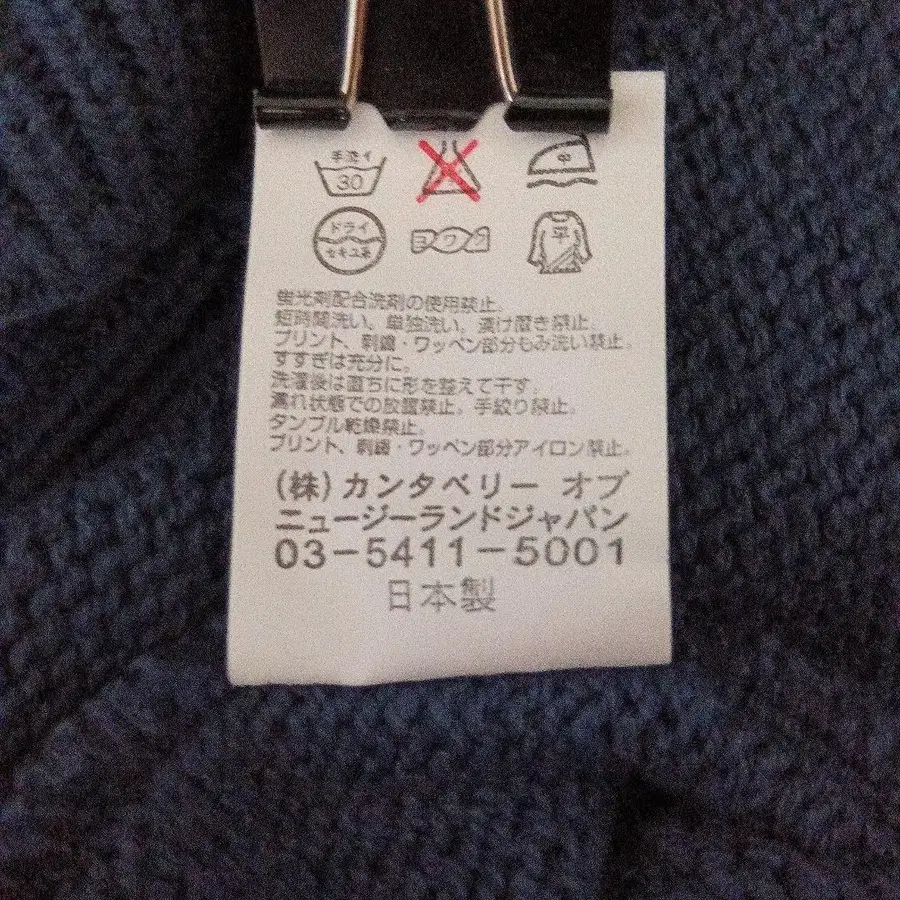 手洗イ
30
中
ドライ
セキユ系
ヨワク
平
蛍光剤配合洗剤の使用禁止。
短時間洗い、単独洗い、漬け置き禁止。
プリント、刺繍・ワッペン部分もみ洗い禁止。
すすぎは充分に。
洗濯後は直ちに形を整えて干す。
濡れ状態での放置禁止。手絞り禁止。
タンブル乾燥禁止。
プリント、刺繍・ワッペン部分アイロン禁止。
(株)カンタベリー オブ
ニュージーランドジャパン
03-5411-5001
日本製